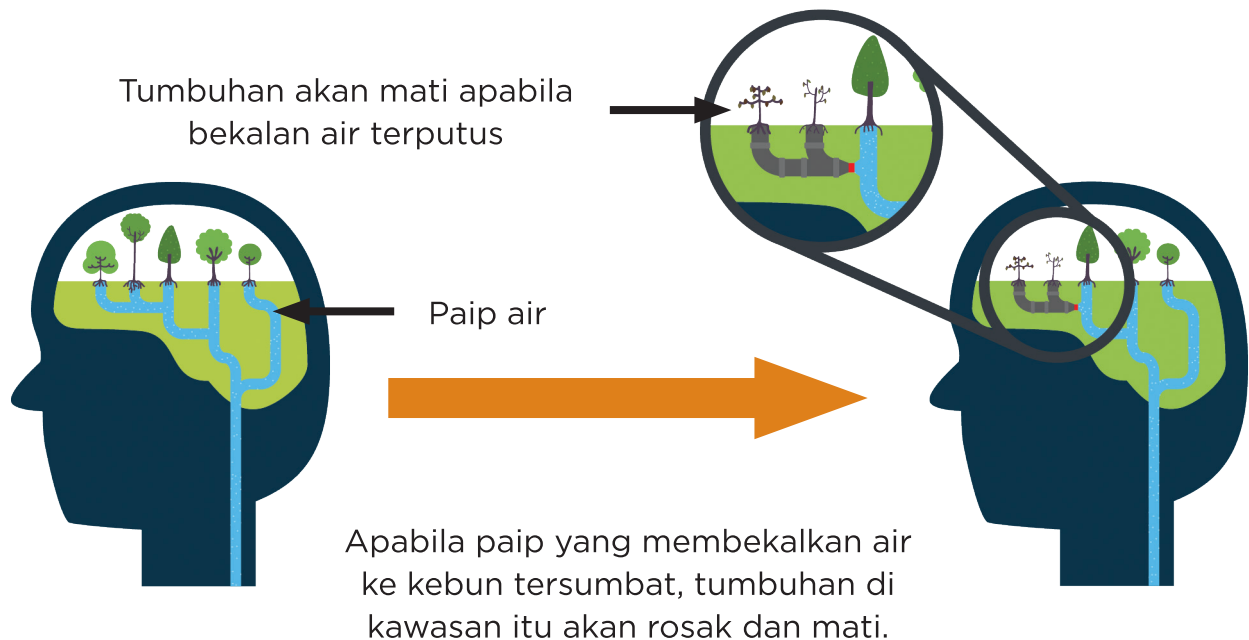 Tumbuhan akan mati apabila
bekalan air terputus
Paip air
Apabila paip yang membekalkan air
ke kebun tersumbat, tumbuhan di
kawasan itu akan rosak dan mati.